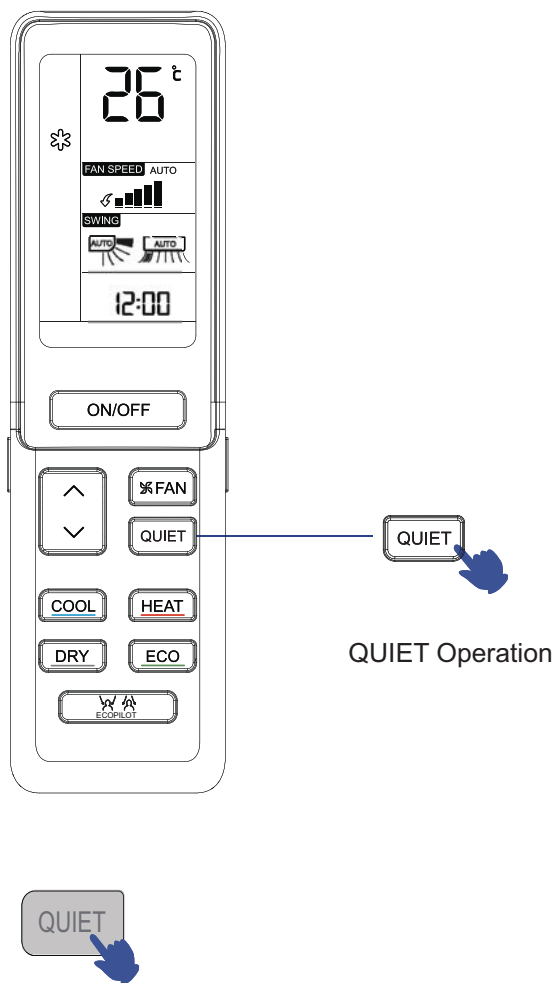 26 °C
FAN SPEED AUTO
SWING
AUTO AUTO
12:00
ON/OFF
FAN
QUIET
QUIET
COOL HEAT
DRY ECO
ECOPILOT
QUIET Operation
QUIET